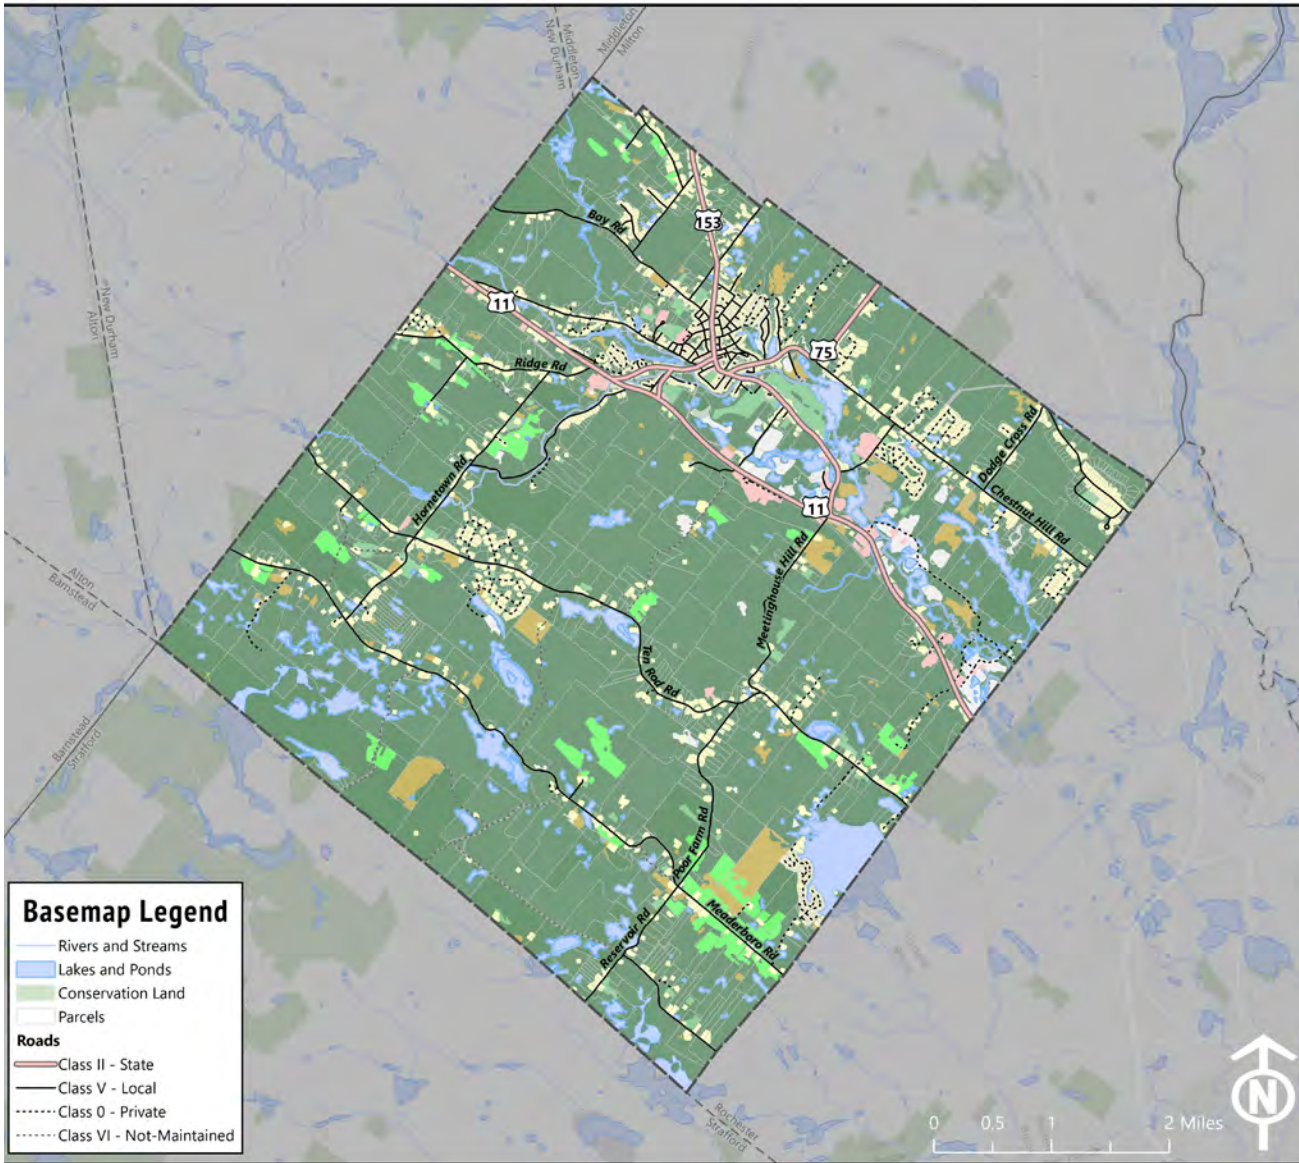 Middleton
New Durham
Middleton
Milton
153
Bay Rd
11
75
Ridge Rd
New Durham
Alton
Dodge Cross Rd
Hornetown Rd
Chestnut Hill Rd
11
Meetinghouse Hill Rd
Alton
Barnstead
Ten Rod Rd
Barnstead
Strafford
Poor Farm Rd
Meaderboro Rd
Reservoir Rd
Basemap Legend
Rivers and Streams
Lakes and Ponds
Conservation Land
Parcels
Roads
Class II - State
Class V - Local
Class 0 - Private
Class VI - Not-Maintained
Rochester
Strafford
0 0.5 1 2 Miles
N